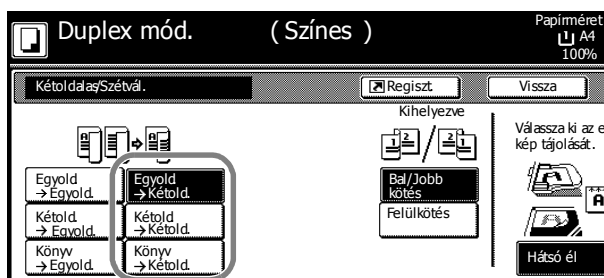 Duplex mód. ( Színes )
Papírméret
A4
100%
Kétoldalas/Szétvál.
Regiszt
Vissza
Kihelyezve
Válassza ki az e
kép tájolását.
Egyold
→Egyold.
Egyold
→Kétold.
Bal/Jobb
kötés
Kétold.
→Egyold.
Kétold
→Kétold.
Felülkötés
Könyv
→Egyold.
Könyv
→Kétold.
Hátsó él